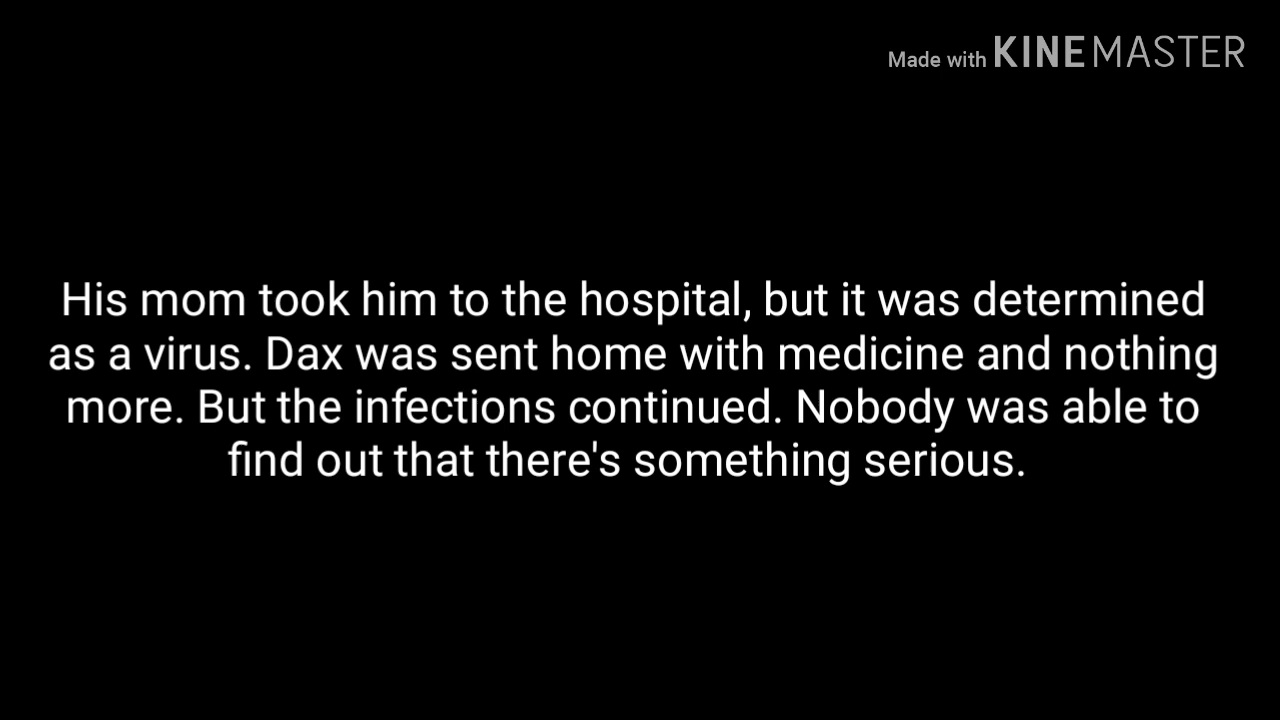 Made with KINEMASTER
His mom took him to the hospital, but it was determined
as a virus. Dax was sent home with medicine and nothing
more. But the infections continued. Nobody was able to
find out that there's something serious.